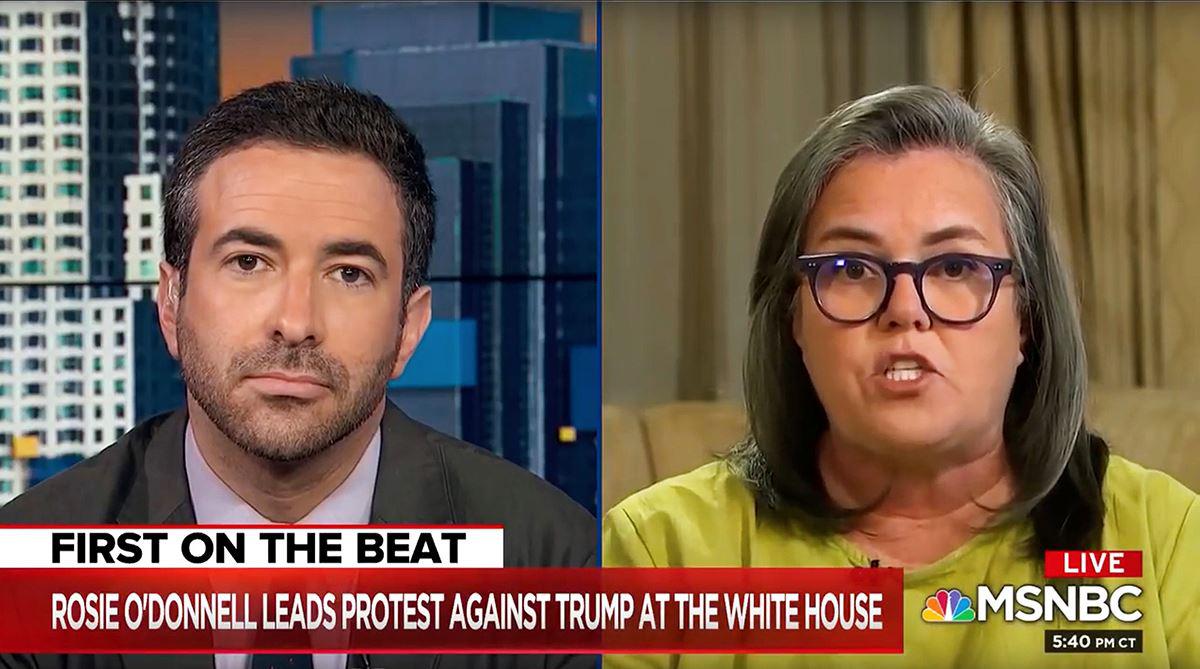 FIRST ON THE BEAT
ROSIE O'DONNELL LEADS PROTEST AGAINST TRUMP AT THE WHITE HOUSE
LIVE
MSNBC
5:40 PM CT